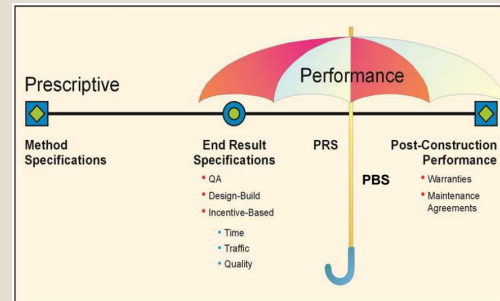 Prescriptive
Performance
Method
Specifications
End Result
Specifications
• QA
• Design-Build
• Incentive-Based
• Time
• Traffic
• Quality
PRS
PBS
Post-Construction
Performance
• Warranties
• Maintenance
Agreements